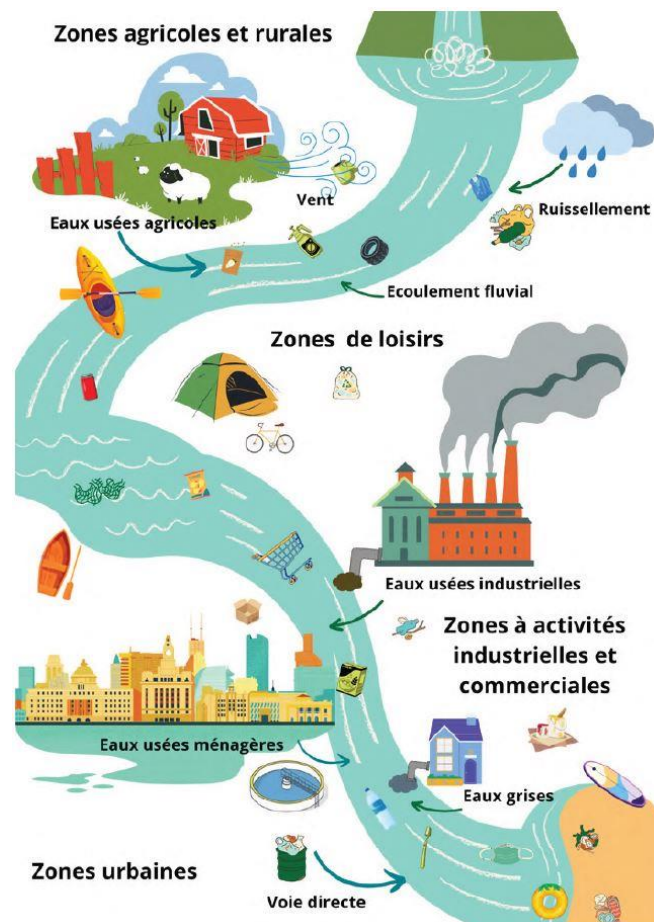 Zones agricoles et rurales
Vent
Ruissellement
Eaux usées agricoles
Ecoulement fluvial
Zones de loisirs
Eaux usées industrielles
Zones à activités
industrielles et
commerciales
Eaux usées ménagères
Eaux grises
Zones urbaines
Voie directe